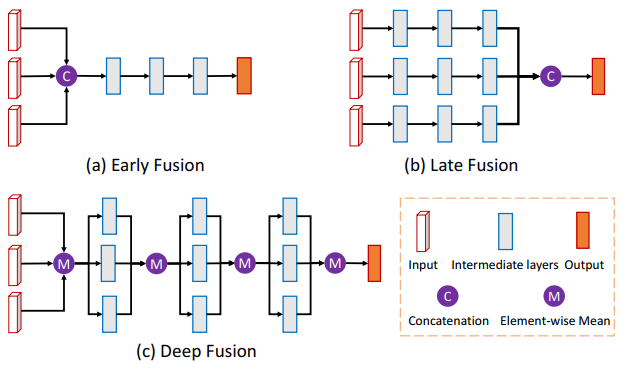 C
C
(a) Early Fusion
(b) Late Fusion
M
M
M
M
(c) Deep Fusion
Input
Intermediate layers
Output
C
M
Concatenation
Element-wise Mean